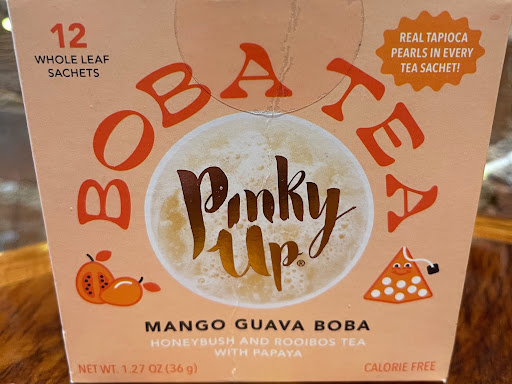 12
WHOLE LEAF
SACHETS
REAL TAPIOCA
PEARLS IN EVERY
TEA SACHET!
BOBA TEA
Pinky
Up®
MANGO GUAVA BOBA
HONEYBUSH AND ROOIBOS TEA
WITH PAPAYA
NET WT. 1.27 OZ (36 g)
CALORIE FREE